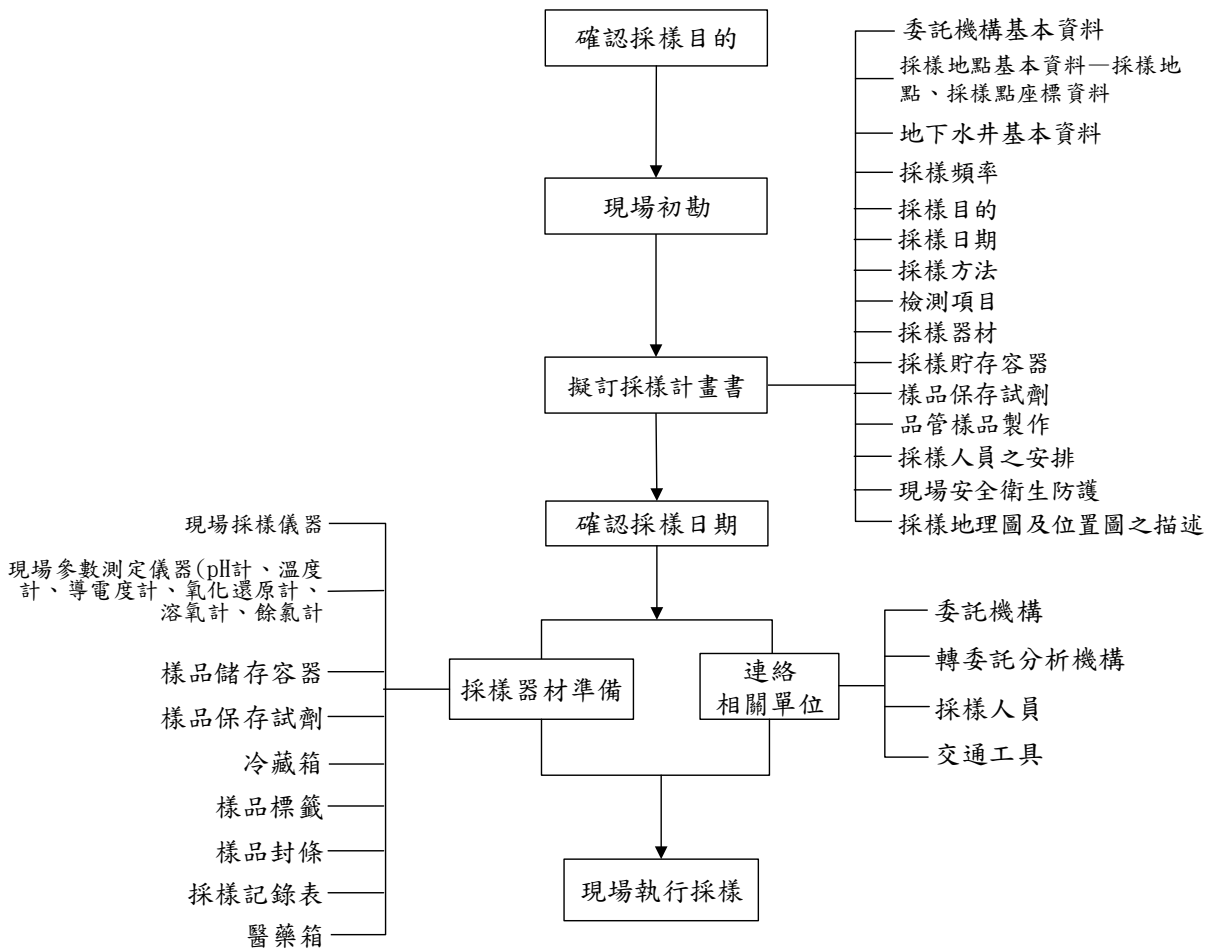 確認採樣目的
現場初勘
擬訂採樣計畫書
委託機構基本資料
採樣地點基本資料—採樣地
點、採樣點座標資料
地下水井基本資料
採樣頻率
採樣目的
採樣日期
採樣方法
檢測項目
採樣器材
採樣貯存容器
樣品保存試劑
品管樣品製作
採樣人員之安排
現場安全衛生防護
採樣地理圖及位置圖之描述
確認採樣日期
採樣器材準備
現場採樣儀器
現場參數測定儀器(pH計、溫度
計、導電度計、氧化還原計、
溶氧計、餘氯計
樣品儲存容器
樣品保存試劑
冷藏箱
樣品標籤
樣品封條
採樣記錄表
醫藥箱
連絡
相關單位
委託機構
轉委託分析機構
採樣人員
交通工具
現場執行採樣